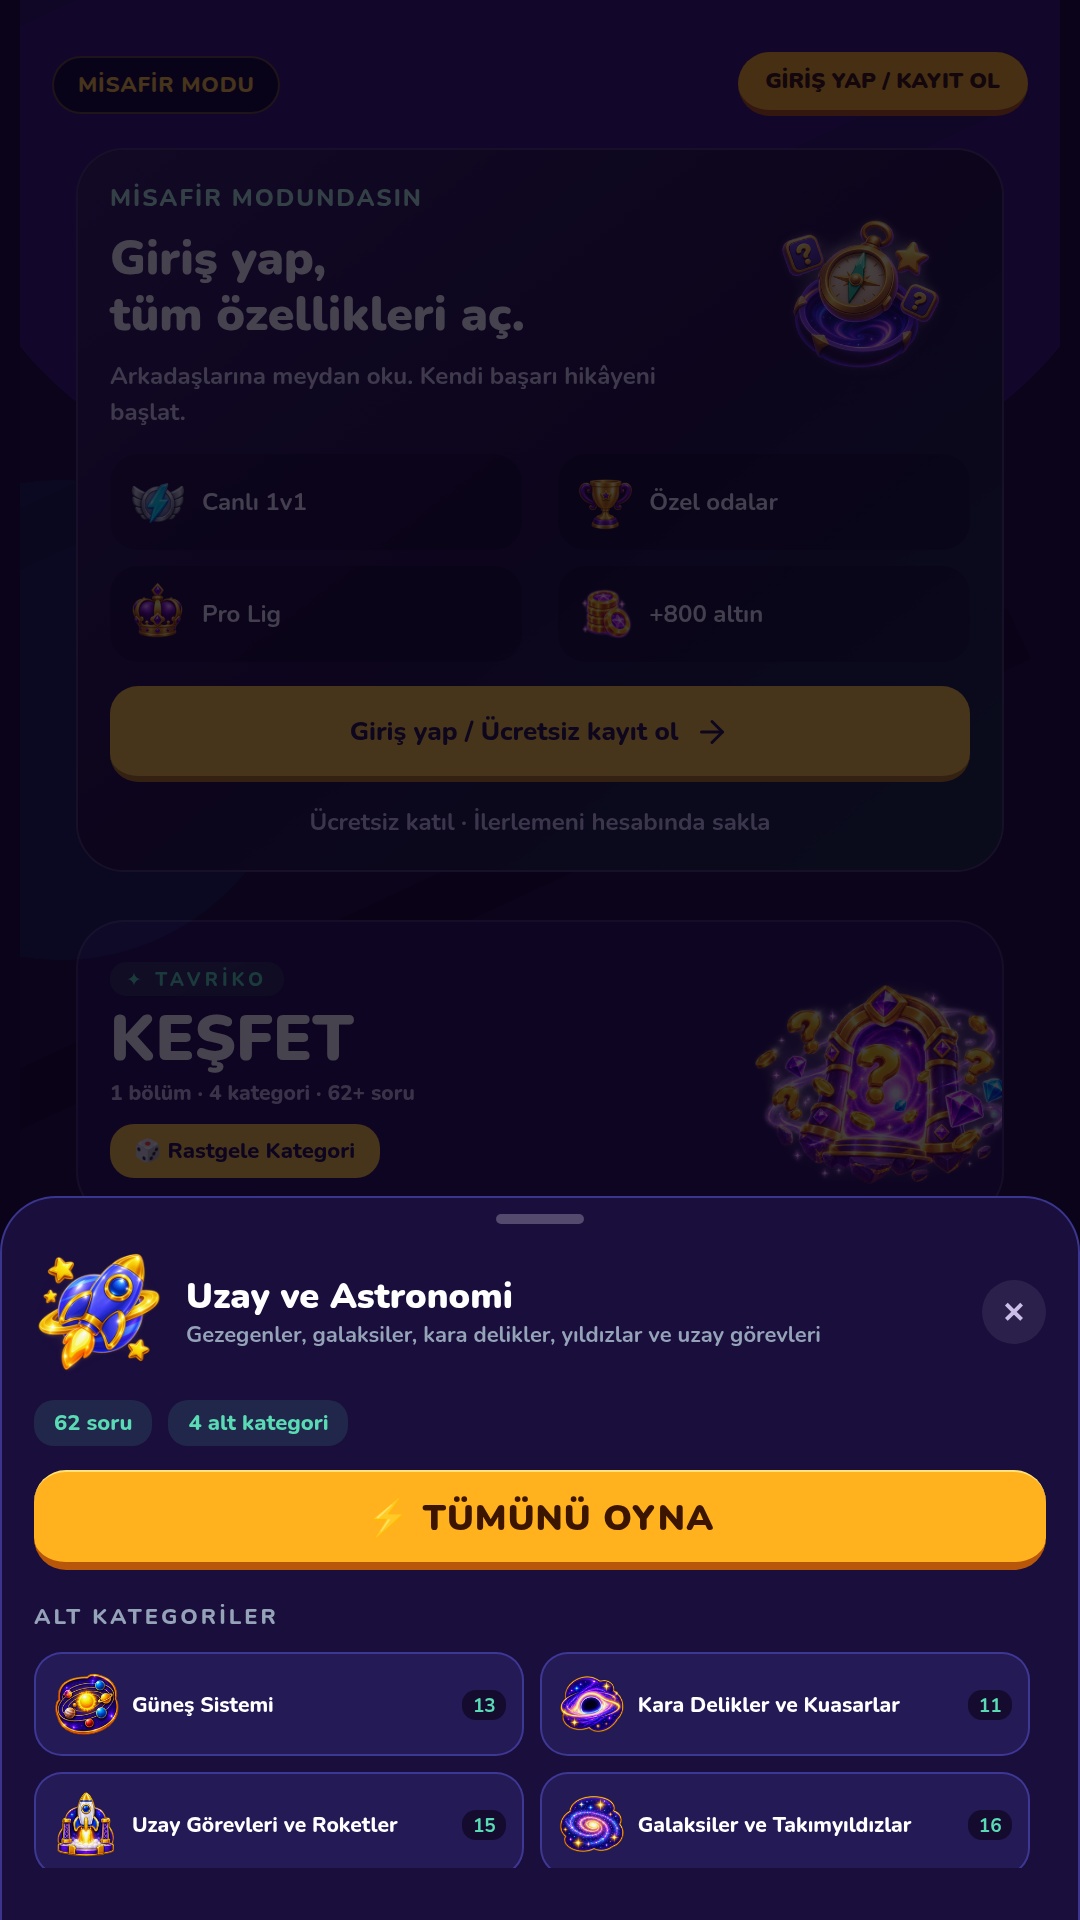 MİSAFİR MODU
GİRİŞ YAP / KAYIT OL
MİSAFİR MODUNDASIN
Giriş yap,
tüm özellikleri aç.
Arkadaşlarına meydan oku. Kendi başarı hikâyeni
başlat.
Canlı 1v1
Özel odalar
Pro Lig
+800 altın
Giriş yap / Ücretsiz kayıt ol →
Ücretsiz katıl · İlerlemeni hesabında sakla
✦ TAVRİKO
KEŞFET
1 bölüm · 4 kategori · 62+ soru
🎲 Rastgele Kategori
Uzay ve Astronomi
Gezegenler, galaksiler, kara delikler, yıldızlar ve uzay görevleri
✕
62 soru
4 alt kategori
⚡ TÜMÜNÜ OYNA
ALT KATEGORİLER
Güneş Sistemi 13
Kara Delikler ve Kuasarlar 11
Uzay Görevleri ve Roketler 15
Galaksiler ve Takımyıldızlar 16